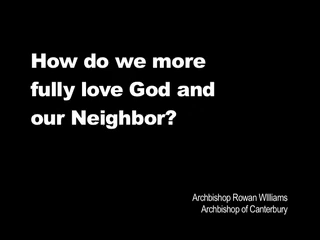 How do we more
fully love God and
our Neighbor?
Archbishop Rowan WIlliams
Archbishop of Canterbury